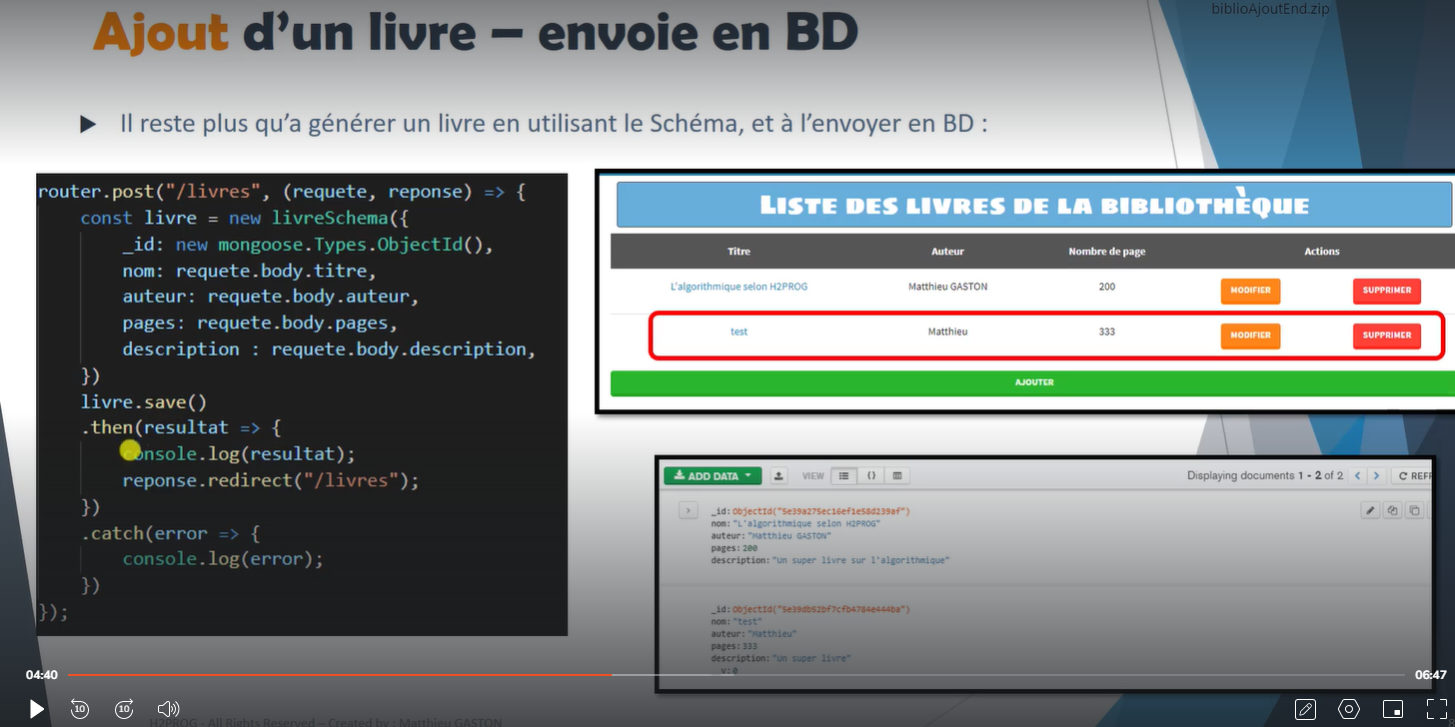 biblioAjoutEnd.zip
Ajout d'un livre – envoie en BD
Il reste plus qu'a générer un livre en utilisant le Schéma, et à l'envoyer en BD :
router.post("/livres", (requete, reponse) => {
const livre = new livreSchema({
_id: new mongoose.Types.ObjectId(),
nom: requete.body.titre,
auteur: requete.body.auteur,
pages: requete.body.pages,
description : requete.body.description,
})
livre.save()
.then(resultat => {
console.log(resultat);
reponse.redirect("/livres");
})
.catch(error => {
console.log(error);
})
});
Liste des livres de la bibliothèque
Titre Auteur Nombre de page Actions
L'algorithmique selon H2PROG Matthieu GASTON 200 MODIFIER SUPPRIMER
test Matthieu 333 MODIFIER SUPPRIMER
AJOUTER
ADD DATA VIEW {} Displaying documents 1 - 2 of 2 < > REFR
_id: ObjectId("5e39a275ec16ef1e58d239af")
nom: "L'algorithmique selon H2PROG"
auteur: "Matthieu GASTON"
pages: 200
description: "Un super livre sur l'algorithmique"
_id: ObjectId("5e39db52bf7cfb4784e444ba")
nom: "test"
auteur: "Matthieu"
pages: 333
description: "Un super livre"
__v: 0
04:40 06:47
10 10
H2PROG - All Rights Reserved – Created by : Matthieu GASTON